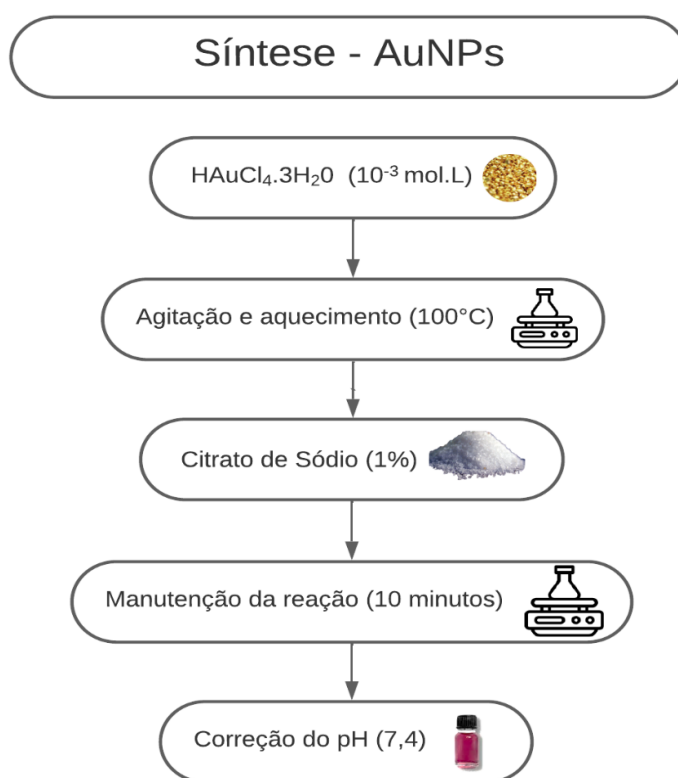 Síntese - AuNPs
HAuCl₄.3H₂0 (10⁻³ mol.L)
Agitação e aquecimento (100°C)
Citrato de Sódio (1%)
Manutenção da reação (10 minutos)
Correção do pH (7,4)